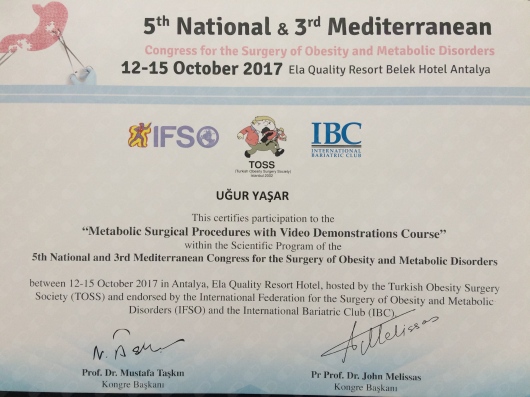 5th National & 3rd Mediterranean
Congress for the Surgery of Obesity and Metabolic Disorders
12-15 October 2017 Ela Quality Resort Belek Hotel Antalya
IFSO
TOSS
(Turkish Obesity Surgery Society)
Istanbul 2002
IBC
INTERNATIONAL
BARIATRIC CLUB
UĞUR YAŞAR
This certifies participation to the
“Metabolic Surgical Procedures with Video Demonstrations Course”
within the Scientific Program of the
5th National and 3rd Mediterranean Congress for the Surgery of Obesity and Metabolic Disorders
between 12-15 October 2017 in Antalya, Ela Quality Resort Hotel, hosted by the Turkish Obesity Surgery
Society (TOSS) and endorsed by the International Federation for the Surgery of Obesity and Metabolic
Disorders (IFSO) and the International Bariatric Club (IBC)
Prof. Dr. Mustafa Taşkın
Kongre Başkanı
Pr Prof. Dr. John Melissas
Kongre Başkanı